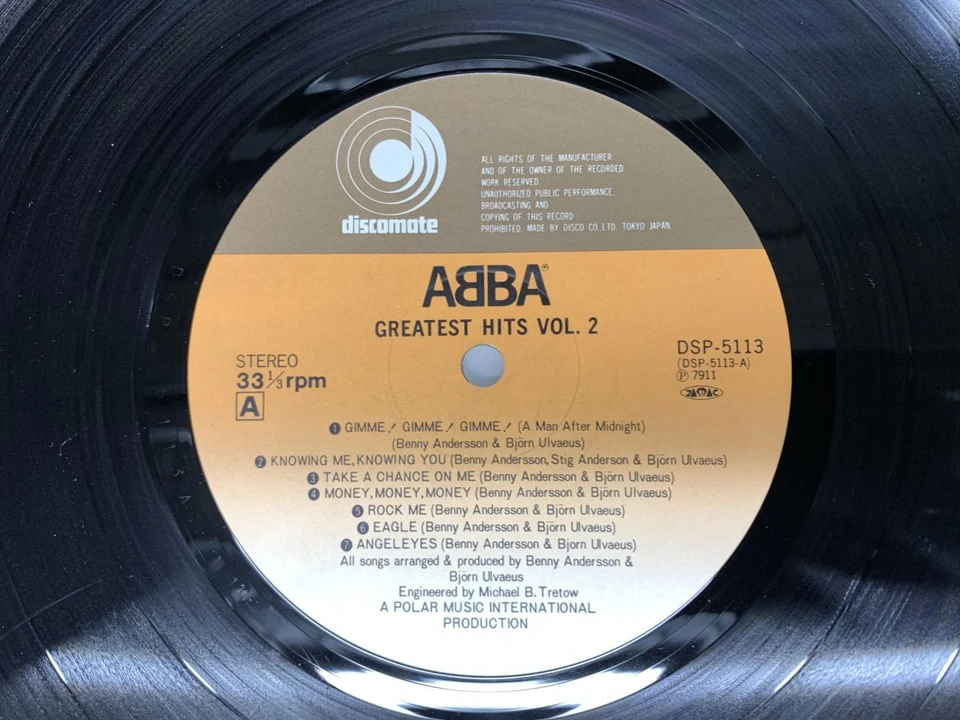 discomate
ALL RIGHTS OF THE MANUFACTURER
AND OF THE OWNER OF THE RECORDED
WORK RESERVED
UNAUTHORIZED PUBLIC PERFORMANCE.
BROADCASTING AND
COPYING OF THIS RECORD
PROHIBITED. MADE BY DISCO CO.,LTD. TOKYO JAPAN
AᗺBA®
GREATEST HITS VOL. 2
STEREO
33⅓rpm
A
DSP-5113
(DSP-5113-A)
Ⓟ 7911
JASRAC
❶ GIMME! GIMME! GIMME! (A Man After Midnight)
(Benny Andersson & Björn Ulvaeus)
❷ KNOWING ME, KNOWING YOU (Benny Andersson, Stig Anderson & Björn Ulvaeus)
❸ TAKE A CHANCE ON ME (Benny Andersson & Björn Ulvaeus)
❹ MONEY, MONEY, MONEY (Benny Andersson & Björn Ulvaeus)
❺ ROCK ME (Benny Andersson & Björn Ulvaeus)
❻ EAGLE (Benny Andersson & Björn Ulvaeus)
❼ ANGELEYES (Benny Andersson & Björn Ulvaeus)
All songs arranged & produced by Benny Andersson &
Björn Ulvaeus
Engineered by Michael B. Tretow
A POLAR MUSIC INTERNATIONAL
PRODUCTION